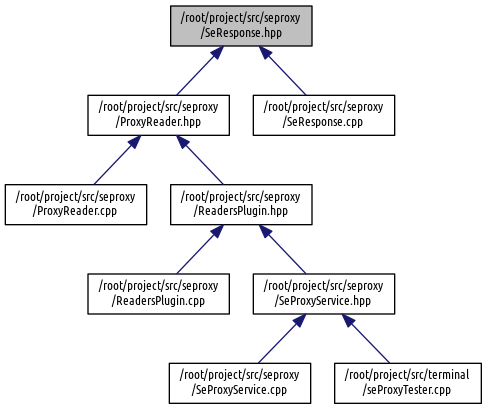 /root/project/src/seproxy
/SeResponse.hpp
/root/project/src/seproxy
/ProxyReader.hpp
/root/project/src/seproxy
/SeResponse.cpp
/root/project/src/seproxy
/ProxyReader.cpp
/root/project/src/seproxy
/ReadersPlugin.hpp
/root/project/src/seproxy
/ReadersPlugin.cpp
/root/project/src/seproxy
/SeProxyService.hpp
/root/project/src/seproxy
/SeProxyService.cpp
/root/project/src/terminal
/seProxyTester.cpp